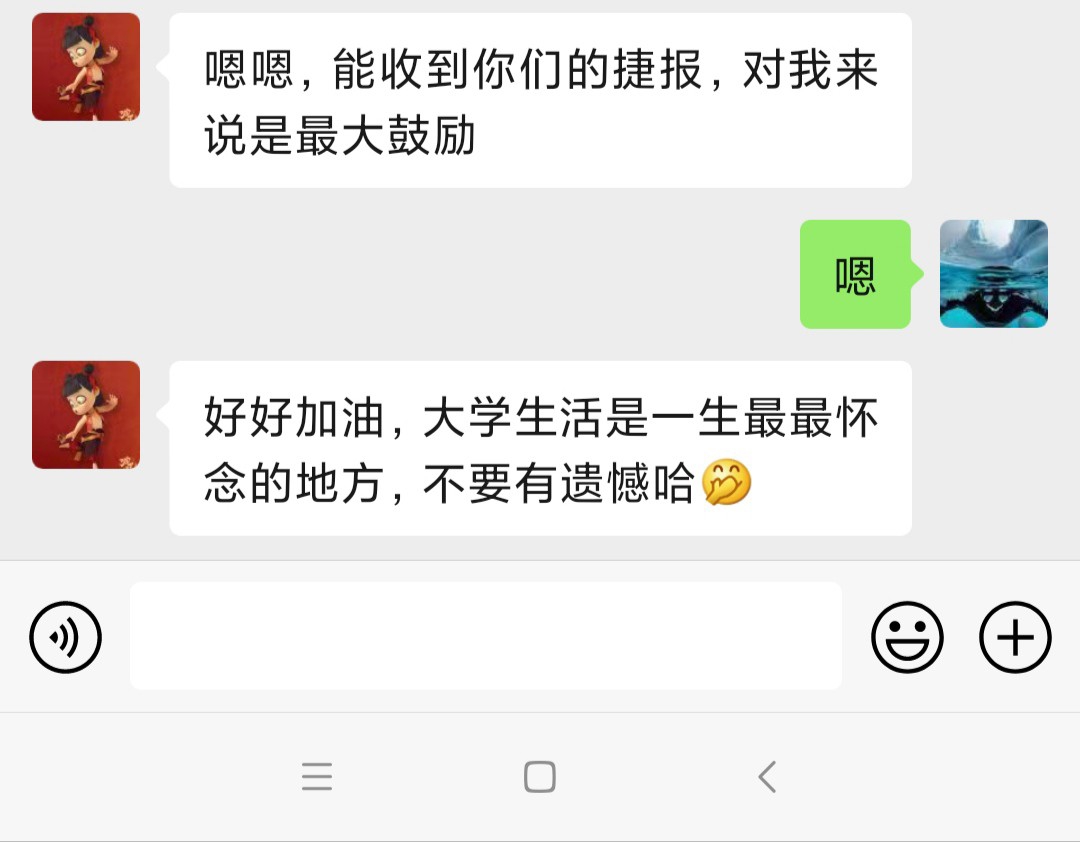 嗯嗯，能收到你们的捷报，对我来
说是最大鼓励
嗯
好好加油，大学生活是一生最最怀
念的地方，不要有遗憾哈🤭